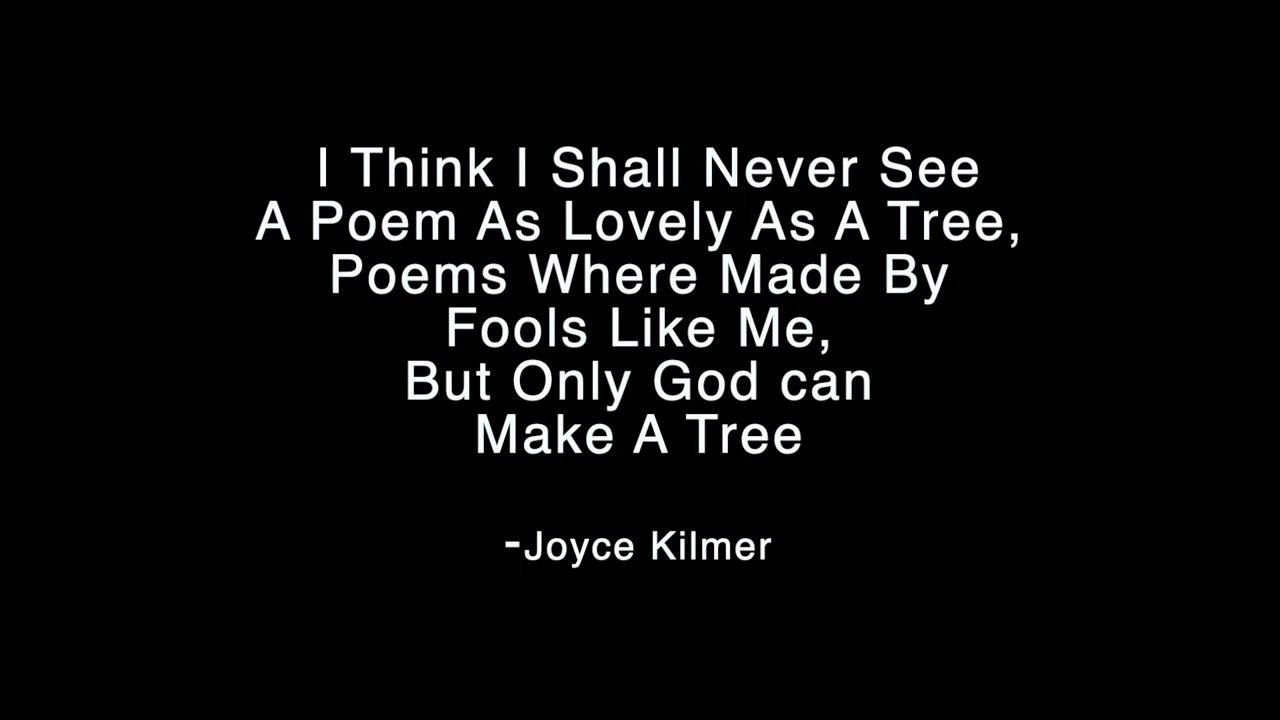 I Think I Shall Never See
A Poem As Lovely As A Tree,
Poems Where Made By
Fools Like Me,
But Only God can
Make A Tree
-Joyce Kilmer